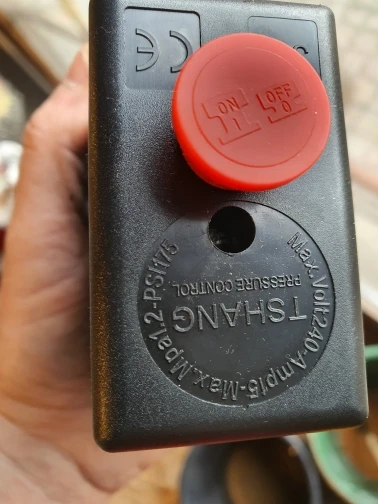 CE
ON OFF
I O
TSHANG
PRESSURE CONTROL
Max.Volt240-Amp15-Max.Mpa1.2-PSI175